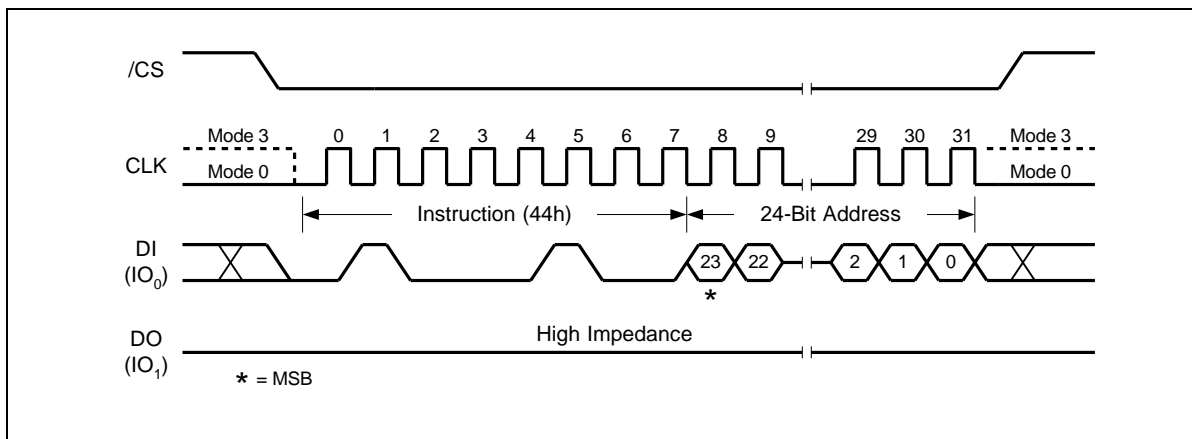 /CS
Mode 3 0 1 2 3 4 5 6 7 8 9 29 30 31 Mode 3
CLK Mode 0 Mode 0
Instruction (44h) 24-Bit Address
DI
(IO0) 23 22 2 1 0
*
High Impedance
DO
(IO1)
* = MSB